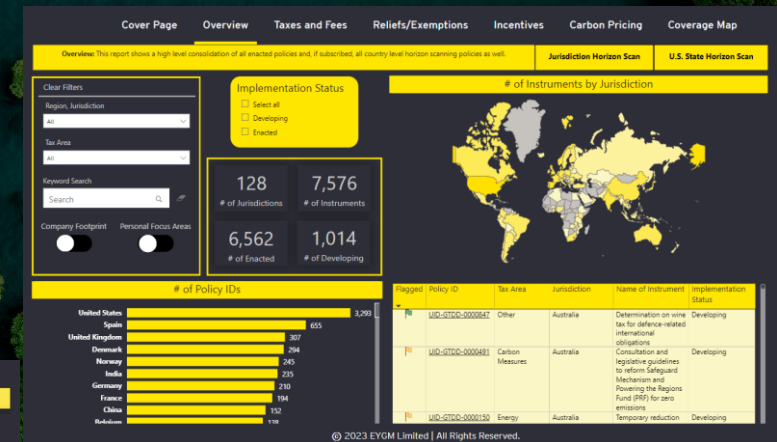 Cover Page Overview Taxes and Fees Reliefs/Exemptions Incentives Carbon Pricing Coverage Map
Overview: This report shows a high level consolidation of all enacted policies and, if subscribed, all country level horizon scanning policies as well.
Jurisdiction Horizon Scan
U.S. State Horizon Scan
Clear Filters
Region, Jurisdiction
All
Tax Area
All
Keyword Search
Search
Company Footprint Personal Focus Areas
Implementation Status
Select all
Developing
Enacted
128 7,576
# of Jurisdictions # of Instruments
6,562 1,014
# of Enacted # of Developing
# of Instruments by Jurisdiction
# of Policy IDs
United States 3,293
Spain 655
United Kingdom 307
Denmark 294
Norway 245
India 235
Germany 210
France 194
China 152
Belgium 138
Flagged Policy ID Tax Area Jurisdiction Name of Instrument Implementation
Status
UID-GTDD-0000847 Other Australia Determination on wine Developing
tax for defence-related
international
obligations
UID-GTDD-0000491 Carbon Australia Consultation and Developing
Measures legislative guidelines
to reform Safeguard
Mechanism and
Powering the Regions
Fund (PRF) for zero
emissions
UID-GTDD-0000150 Energy Australia Temporary reduction Developing
© 2023 EYGM Limited | All Rights Reserved.